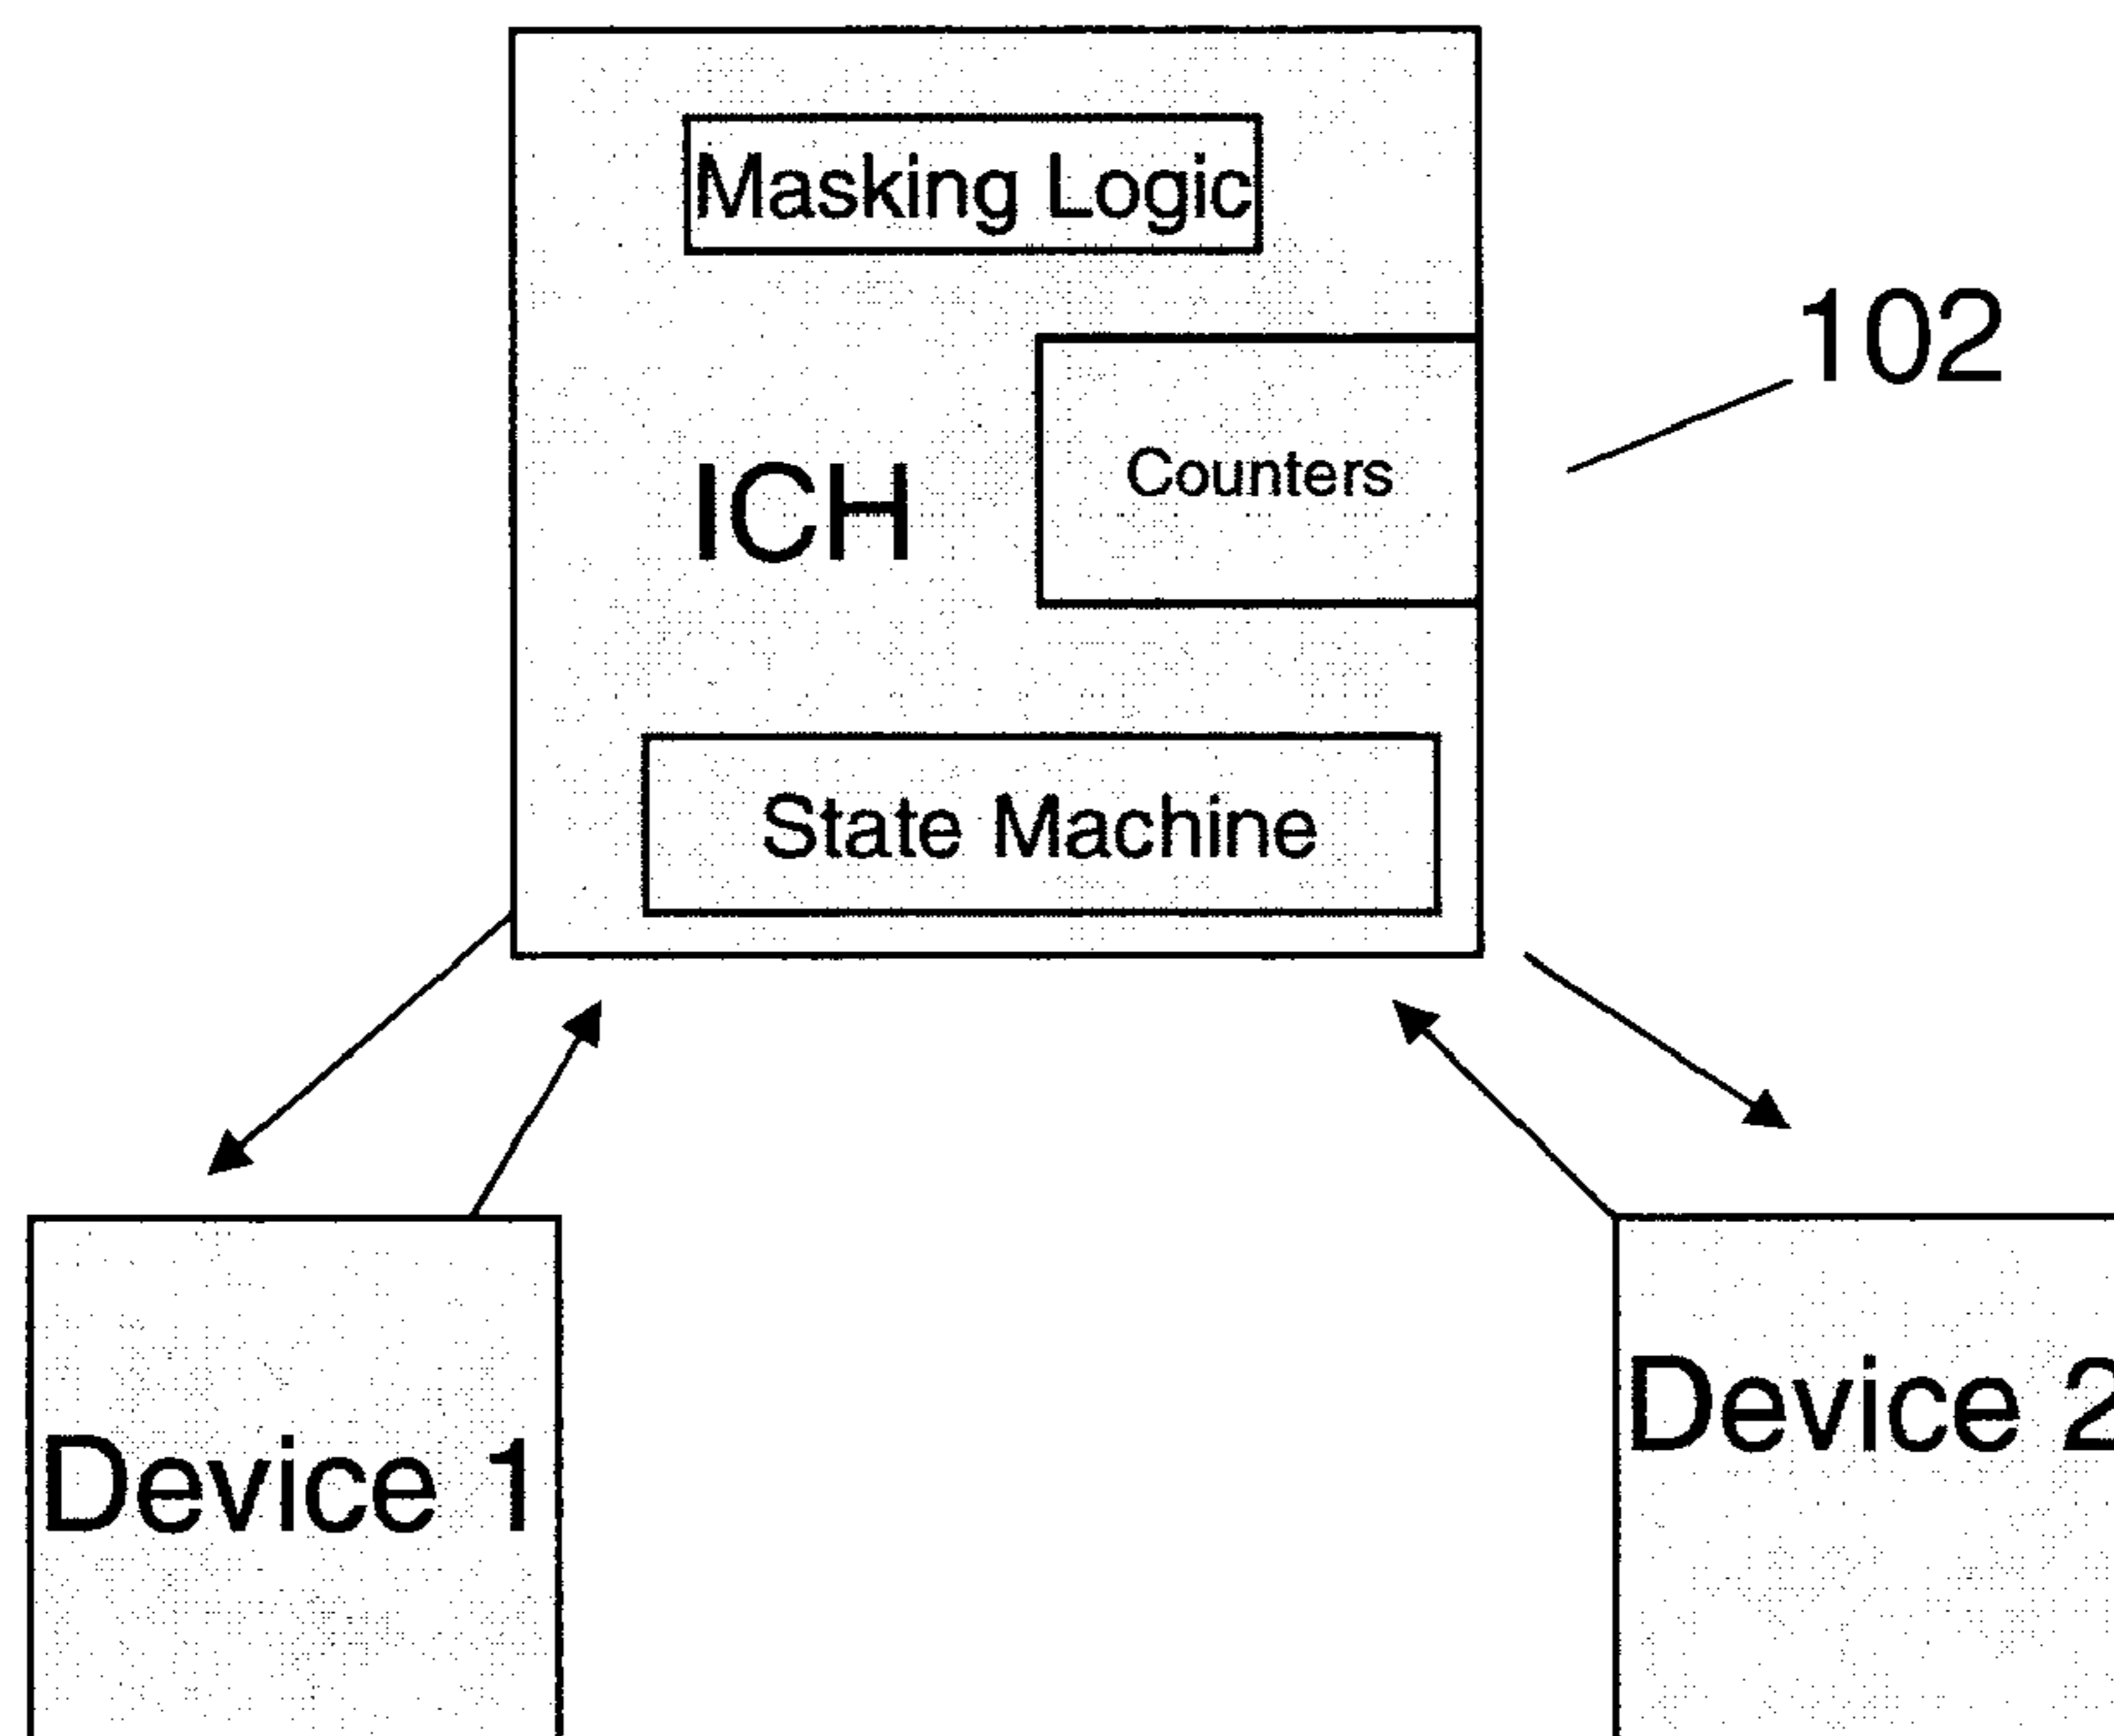 Masking Logic
102
Counters
ICH
State Machine
Device 2
Device 1